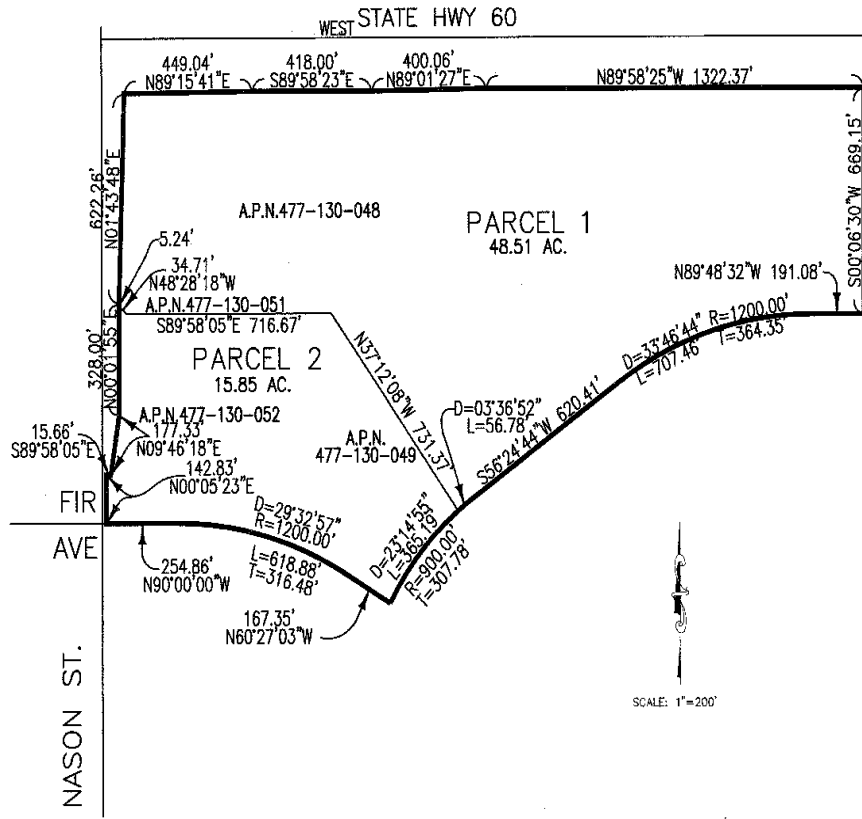 WEST STATE HWY 60
449.04'
N89°15'41"E
418.00'
S89°58'23"E
400.06'
N89°01'27"E
N89°58'25"W 1322.37'
622.26'
N01°43'48"E
A.P.N.477-130-048
PARCEL 1
48.51 AC.
S00°06'30"W 669.15'
5.24'
34.71'
N48°28'18"W
N89°48'32"W 191.08'
A.P.N.477-130-051
S89°58'05"E 716.67'
328.00'
N00°01'55"E
PARCEL 2
15.85 AC.
N37°12'08"W 731.37'
D=33°46'44" R=1200.00'
L=707.46' T=364.35'
D=03°36'52"
L=56.78'
S56°24'44"W 620.41'
A.P.N.477-130-052
177.33'
N09°46'18"E
15.66'
S89°58'05"E
A.P.N.
477-130-049
142.83'
N00°05'23"E
FIR
AVE
D=29°32'57"
R=1200.00'
L=618.88'
T=316.48'
D=23°14'55"
L=365.19'
R=900.00'
T=307.78'
254.86'
N90°00'00"W
167.35'
N60°27'03"W
NASON ST.
SCALE: 1"=200'